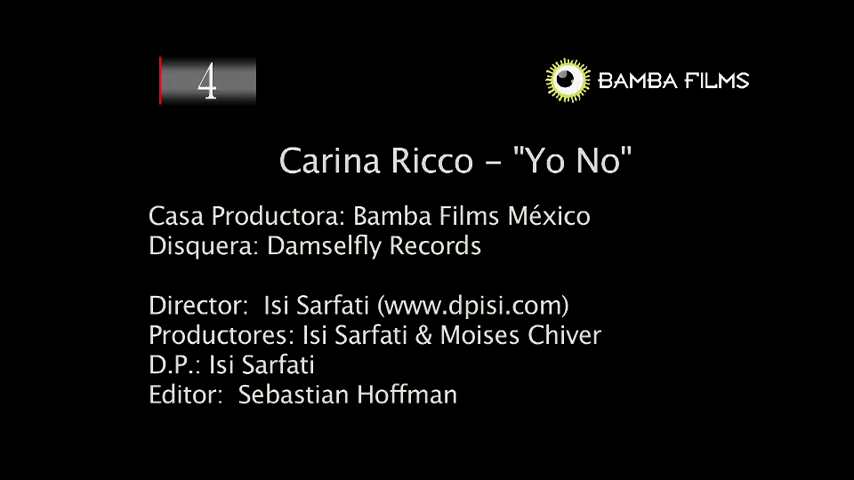 4
BAMBA FILMS
Carina Ricco - "Yo No"
Casa Productora: Bamba Films México
Disquera: Damselfly Records
Director:  Isi Sarfati (www.dpisi.com)
Productores: Isi Sarfati & Moises Chiver
D.P.: Isi Sarfati
Editor:  Sebastian Hoffman